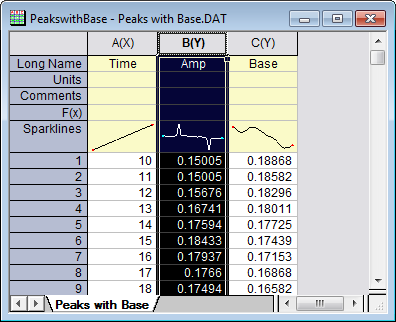 PeakswithBase - Peaks with Base.DAT
A(X) B(Y) C(Y)
Long Name Time Amp Base
Units
Comments
F(x)
Sparklines
1 10 0.15005 0.18868
2 11 0.15005 0.18582
3 12 0.15676 0.18296
4 13 0.16741 0.18011
5 14 0.17594 0.17725
6 15 0.18433 0.17439
7 16 0.17937 0.17153
8 17 0.1766 0.16868
9 18 0.17494 0.16582
Peaks with Base